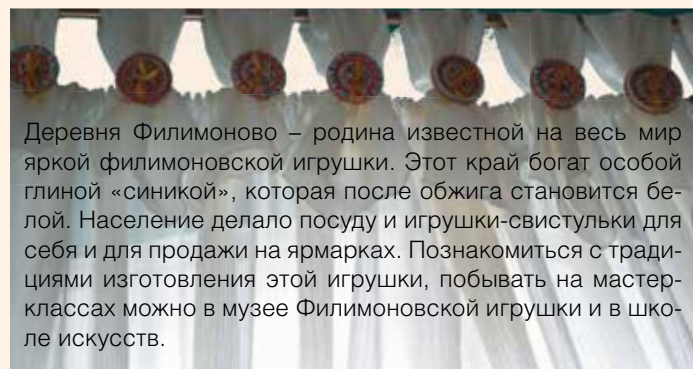 Деревня Филимоново – родина известной на весь мир
яркой филимоновской игрушки. Этот край богат особой
глиной «синикой», которая после обжига становится бе-
лой. Население делало посуду и игрушки-свистульки для
себя и для продажи на ярмарках. Познакомиться с тради-
циями изготовления этой игрушки, побывать на мастер-
классах можно в музее Филимоновской игрушки и в шко-
ле искусств.